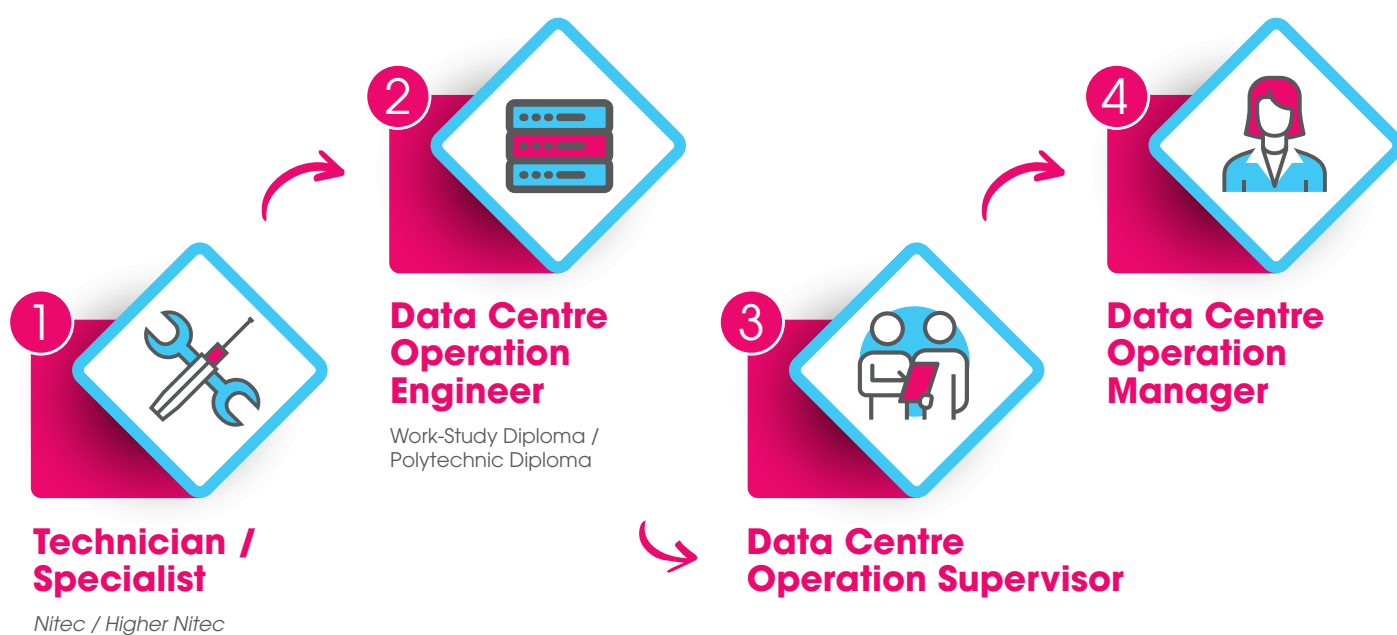 1
Technician /
Specialist
Nitec / Higher Nitec
2
Data Centre
Operation
Engineer
Work-Study Diploma /
Polytechnic Diploma
3
Data Centre
Operation Supervisor
4
Data Centre
Operation
Manager